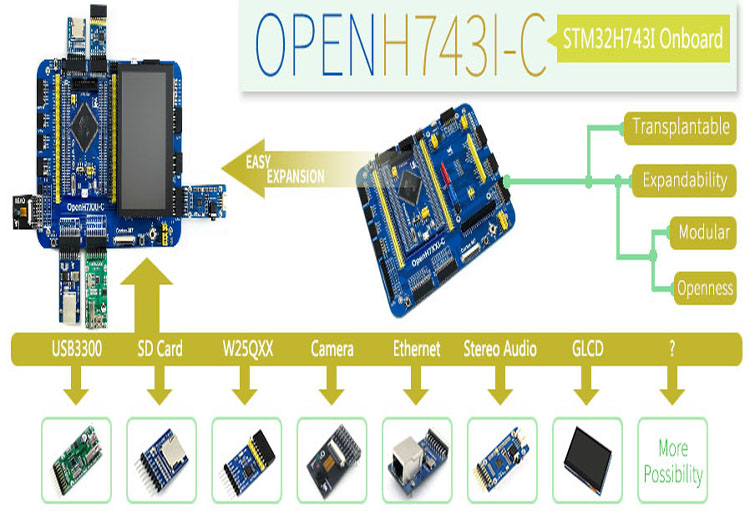 OPENH743I-C
STM32H743I Onboard
Transplantable
EASY
EXPANSION
Expandability
OpenH7XXI-C
Modular
OpenH7XXI-C
Openness
USB3300
SD Card
W25QXX
Camera
Ethernet
Stereo Audio
GLCD
?
More
Possibility